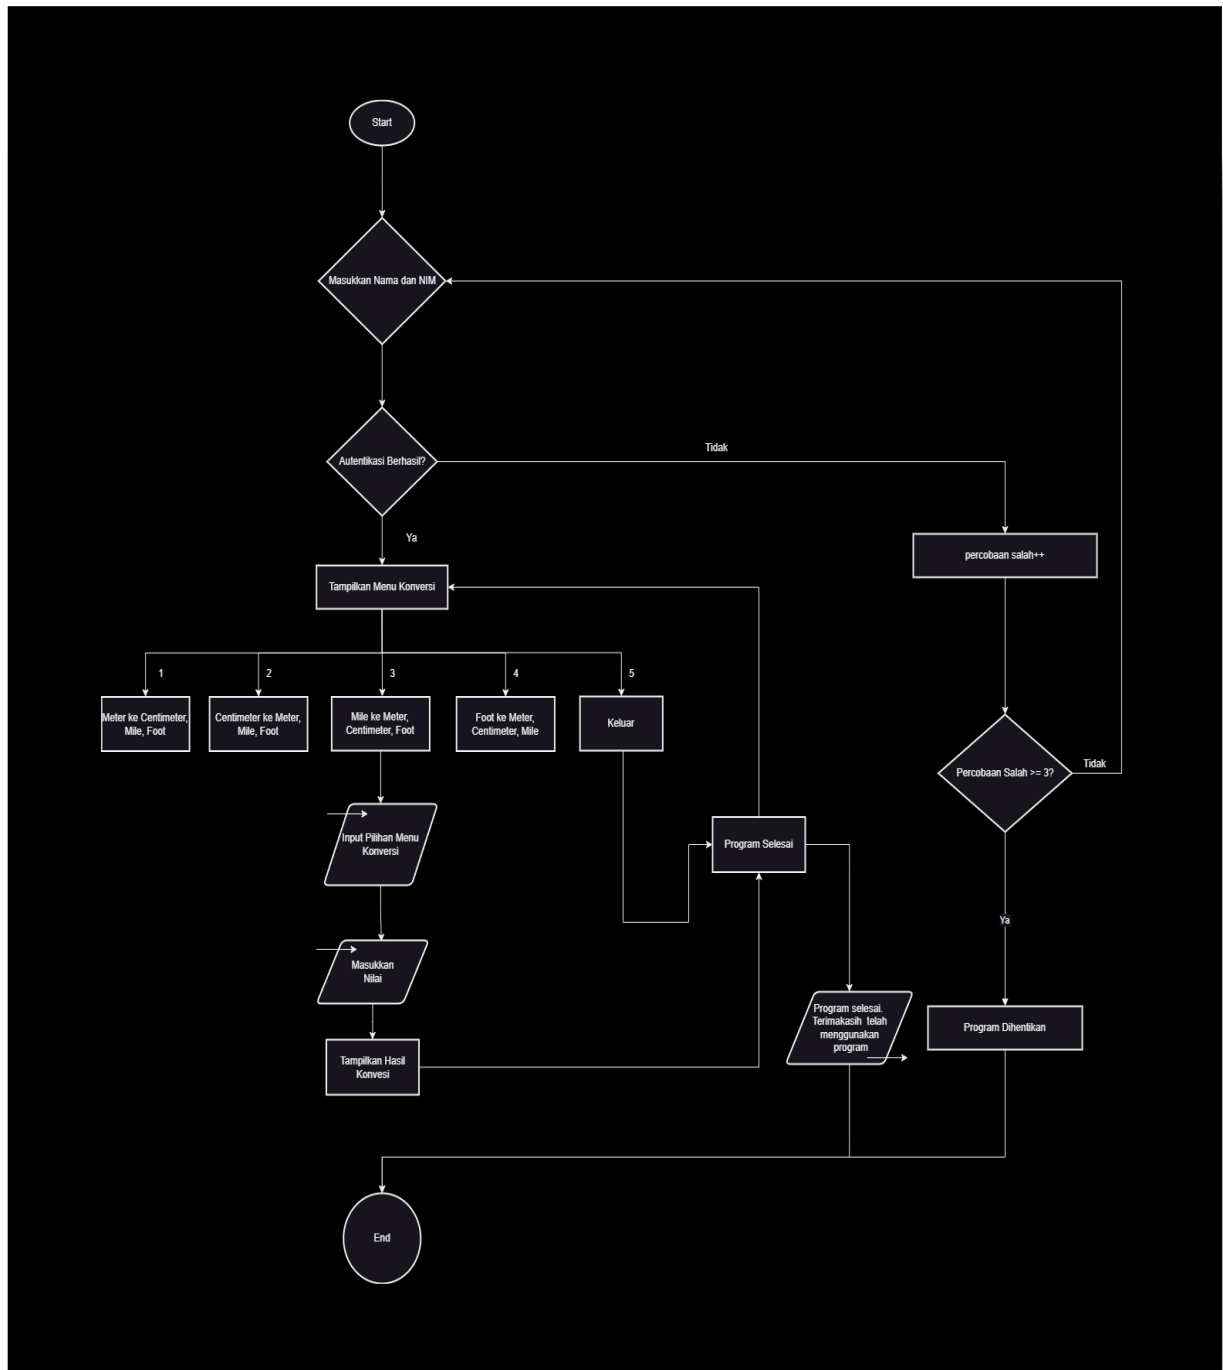 Start
Masukkan Nama dan NIM
Autentikasi Berhasil?
Tidak
Ya
percobaan salah++
Tampilkan Menu Konversi
1
2
3
4
5
Meter ke Centimeter,
Mile, Foot
Centimeter ke Meter,
Mile, Foot
Mile ke Meter,
Centimeter, Foot
Foot ke Meter,
Centimeter, Mile
Keluar
Percobaan Salah >= 3?
Tidak
Input Pilihan Menu
Konversi
Program Selesai
Ya
Masukkan
Nilai
Program selesai.
Terimakasih telah
menggunakan
program
Program Dihentikan
Tampilkan Hasil
Konvesi
End